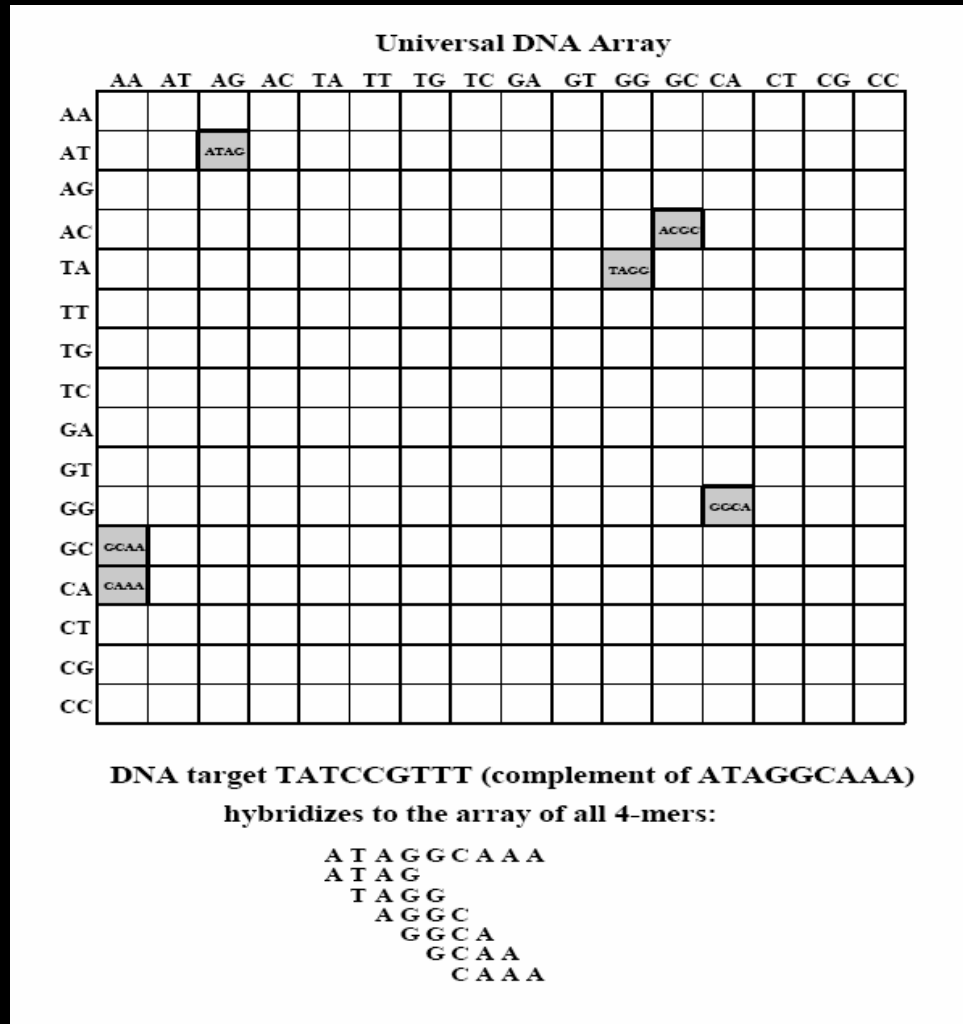 Universal DNA Array
AA AT AG AC TA TT TG TC GA GT GG GC CA CT CG CC
AA
AT ATAG
AG
AC ACGC
TA TAGG
TT
TG
TC
GA
GT
GG GGCA
GC GCAA
CA CAAA
CT
CG
CC
DNA target TATCCGTTT (complement of ATAGGCAAA)
hybridizes to the array of all 4-mers:
A T A G G C A A A
A T A G
T A G G
A G G C
G G C A
G C A A
C A A A